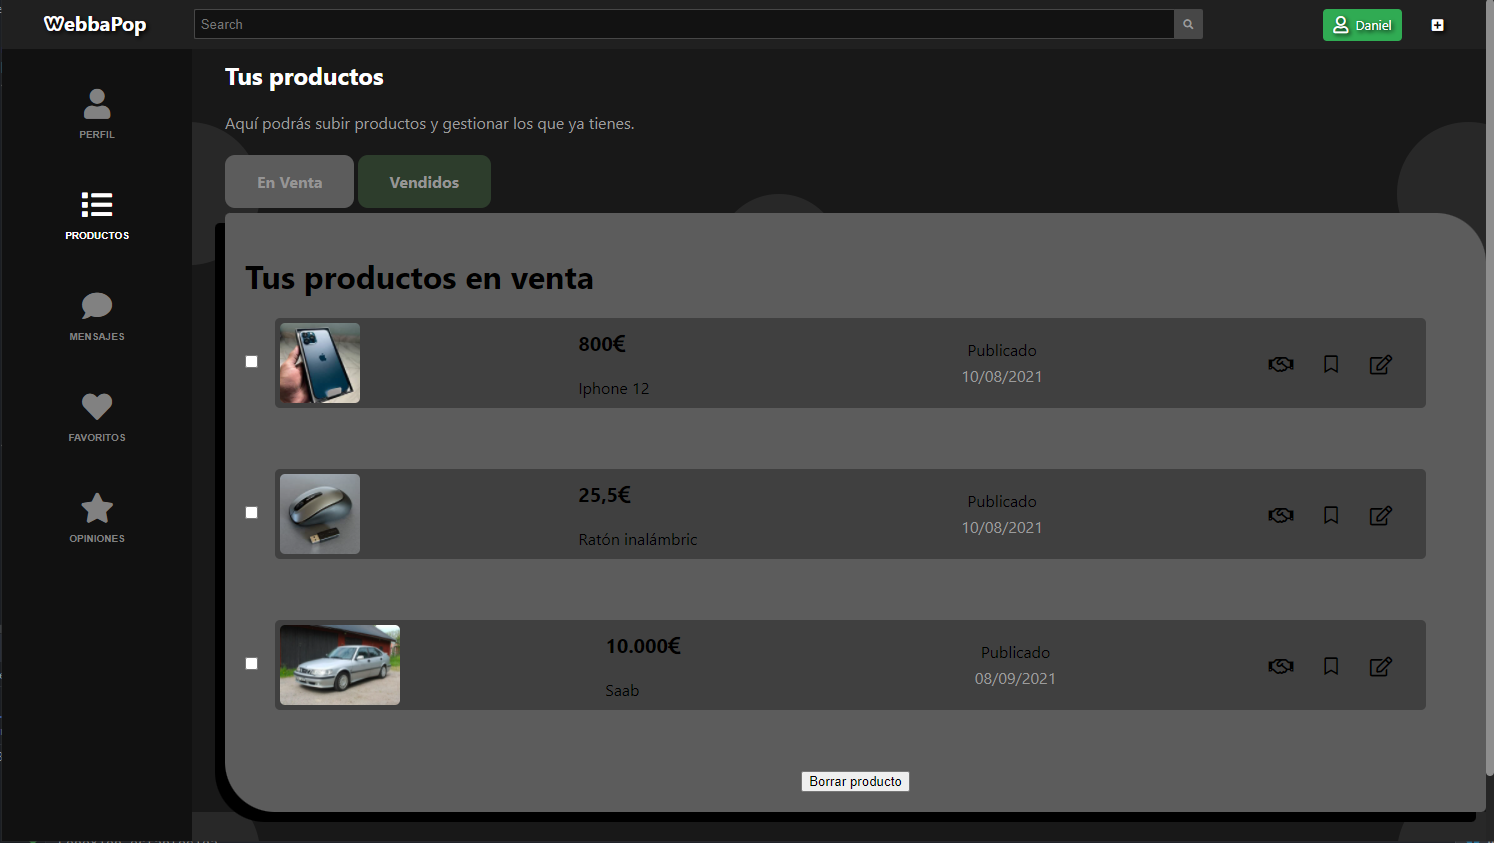 WebbaPop
Search
Daniel
PERFIL
PRODUCTOS
MENSAJES
FAVORITOS
OPINIONES
Tus productos
Aquí podrás subir productos y gestionar los que ya tienes.
En Venta
Vendidos
Tus productos en venta
800€
Iphone 12
Publicado
10/08/2021
25,5€
Ratón inalámbric
Publicado
10/08/2021
10.000€
Saab
Publicado
08/09/2021
Borrar producto